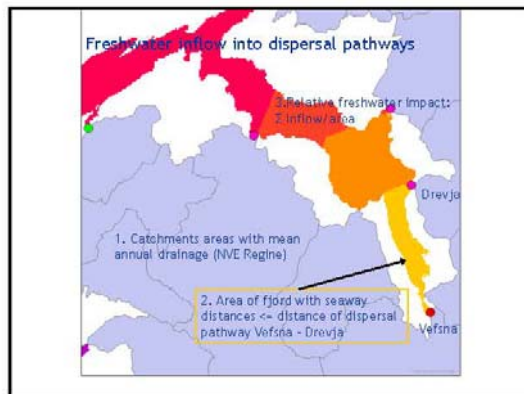 Freshwater inflow into dispersal pathways
3.Relative freshwater impact:
Σ inflow/area
Drevja
1. Catchments areas with mean
annual drainage (NVE Regine)
2. Area of fjord with seaway
distances <= distance of dispersal
pathway Vefsna - Drevja
Vefsna